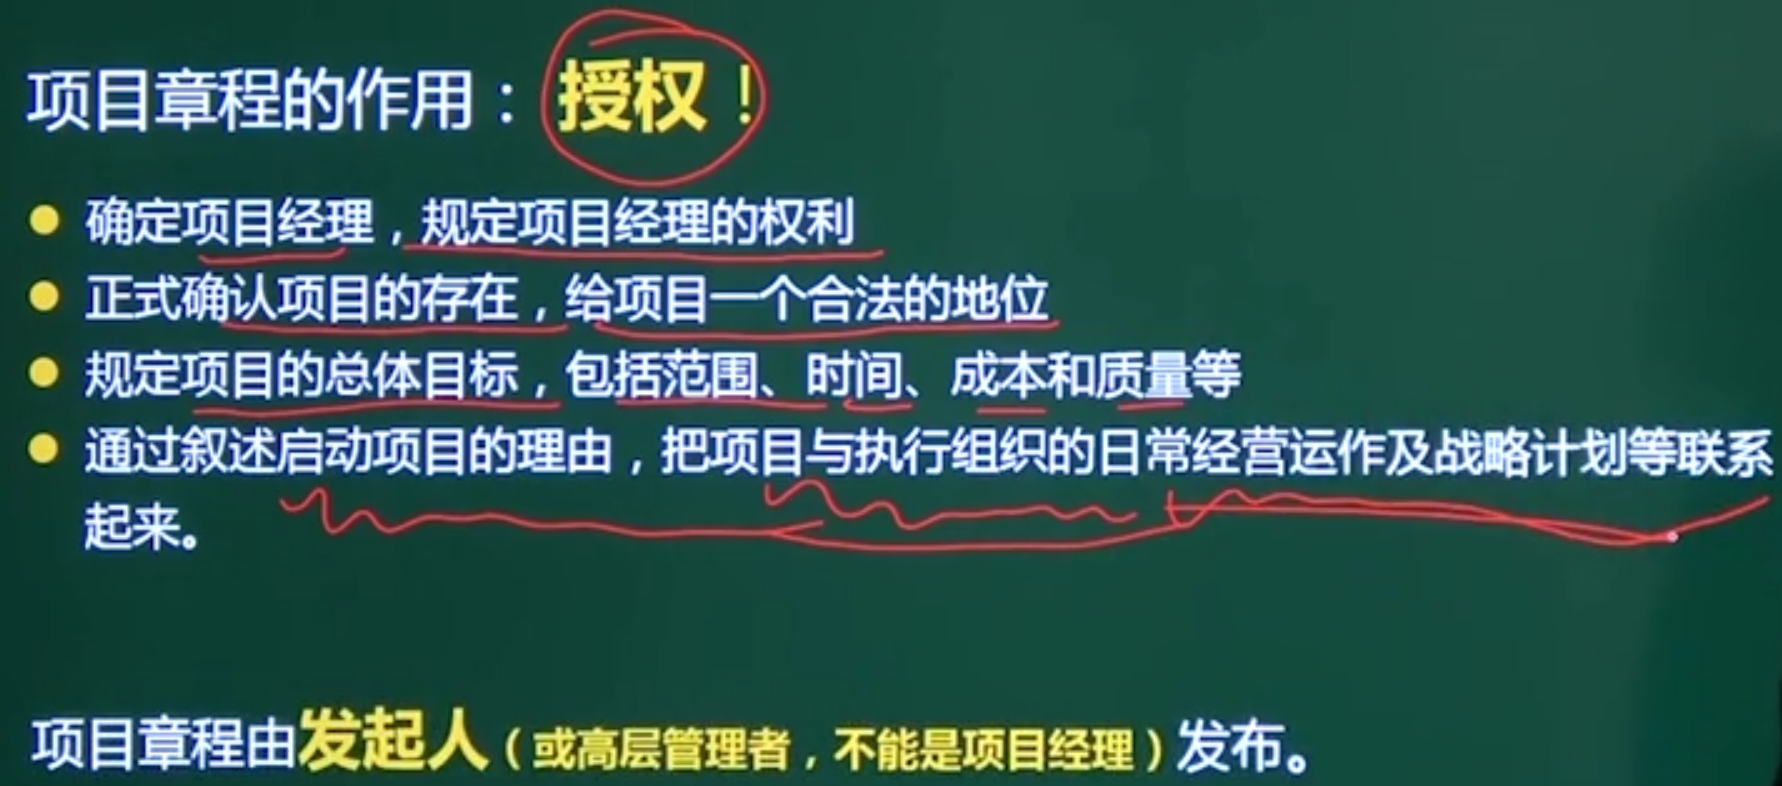 项目章程的作用：授权！
确定项目经理，规定项目经理的权利
正式确认项目的存在，给项目一个合法的地位
规定项目的总体目标，包括范围、时间、成本和质量等
通过叙述启动项目的理由，把项目与执行组织的日常经营运作及战略计划等联系
起来。
项目章程由发起人（或高层管理者，不能是项目经理）发布。